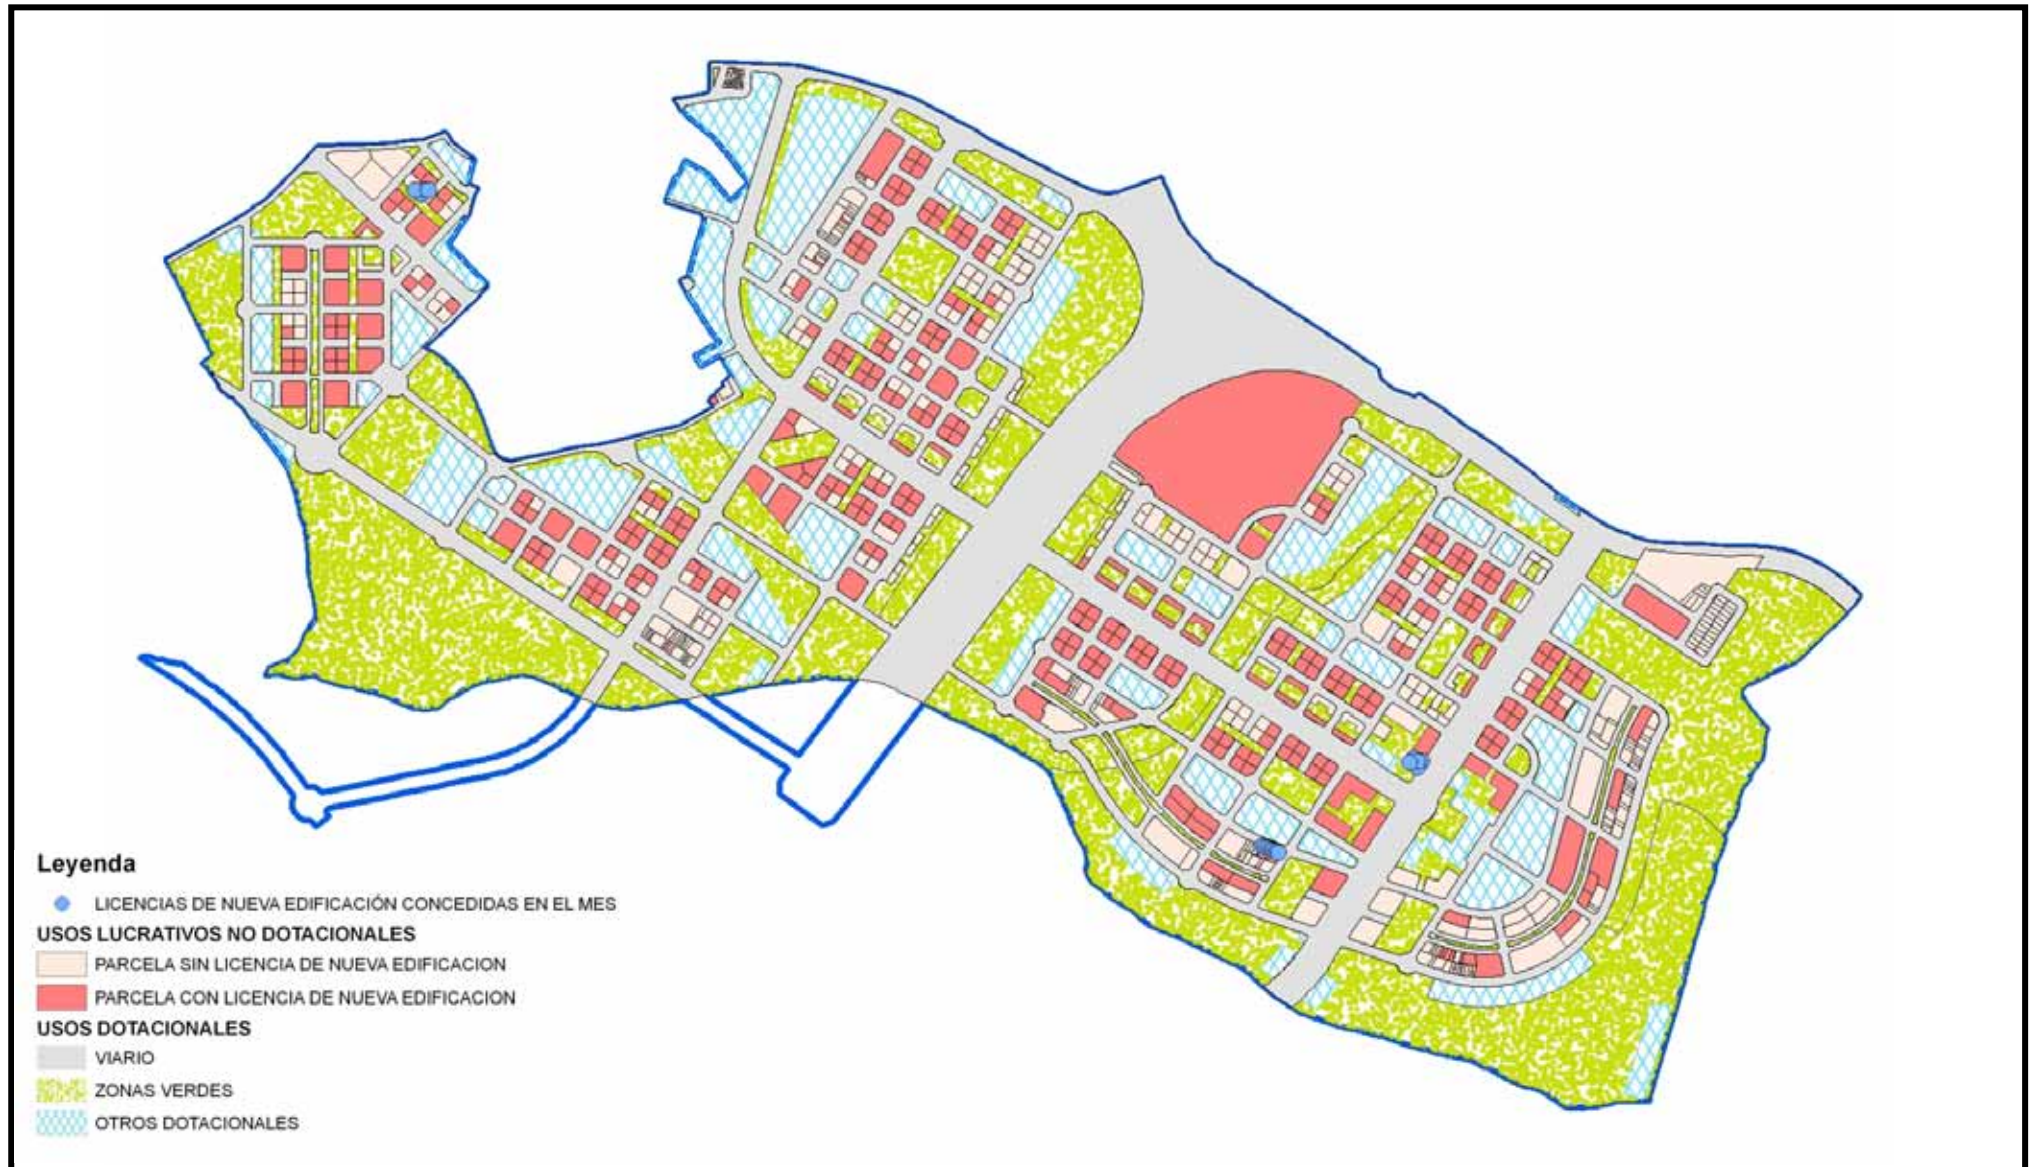 Leyenda
LICENCIAS DE NUEVA EDIFICACIÓN CONCEDIDAS EN EL MES
USOS LUCRATIVOS NO DOTACIONALES
PARCELA SIN LICENCIA DE NUEVA EDIFICACION
PARCELA CON LICENCIA DE NUEVA EDIFICACION
USOS DOTACIONALES
VIARIO
ZONAS VERDES
OTROS DOTACIONALES